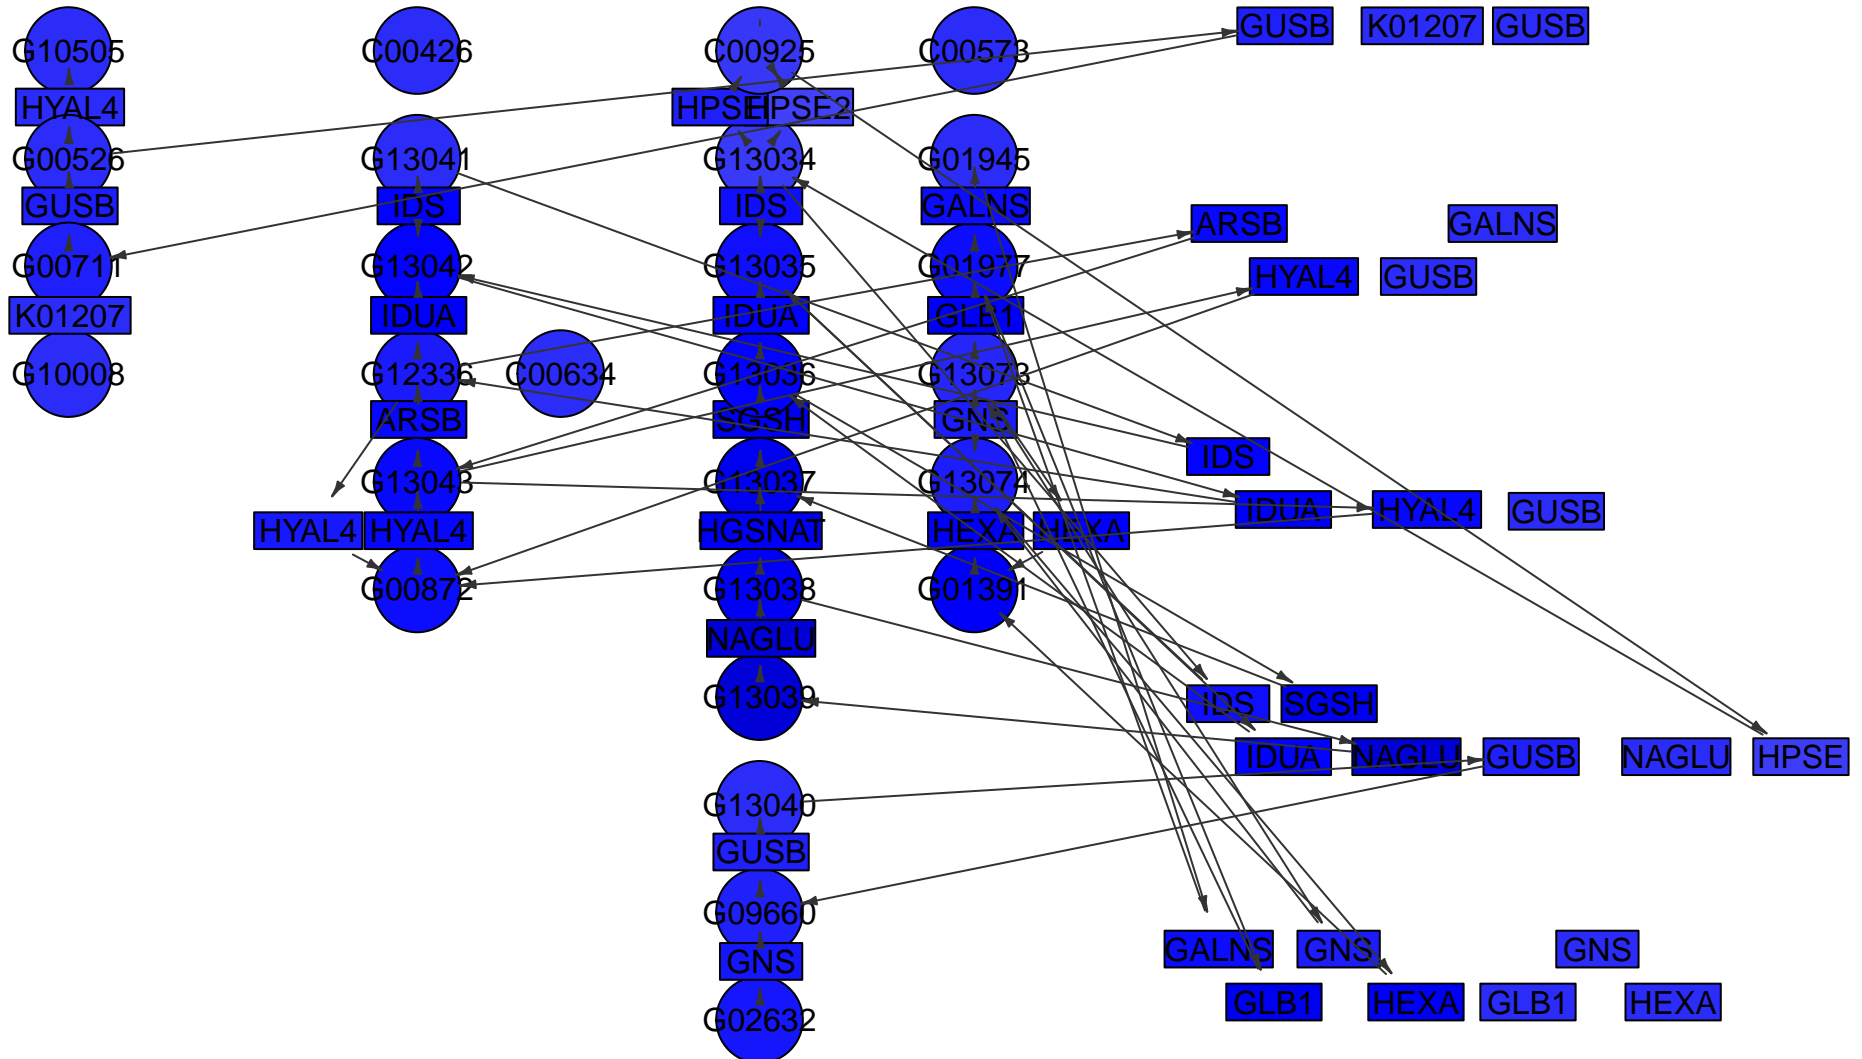 G10505 C00426 C00925 C00573 GUSB K01207 GUSB
HYAL4 HPSE HPSE2
G00526 G13041 G13034 G01945
GUSB IDS IDS GALNS ARSB GALNS
G00711 G13042 G13035 G01977 HYAL4 GUSB
K01207 IDUA IDUA GLB1
G10008 G12336 C00634 G13036 G13073
ARSB SGSH GNS IDS
G13043 G13037 G13074 IDUA HYAL4 GUSB
HYAL4 HYAL4 HGSNAT HEXA HEXA
G00872 G13038 G01391
NAGLU
G13039 IDS SGSH
IDUA NAGLU GUSB NAGLU HPSE
G13040
GUSB
G09660
GNS GALNS GNS GNS
G02632 GLB1 HEXA GLB1 HEXA